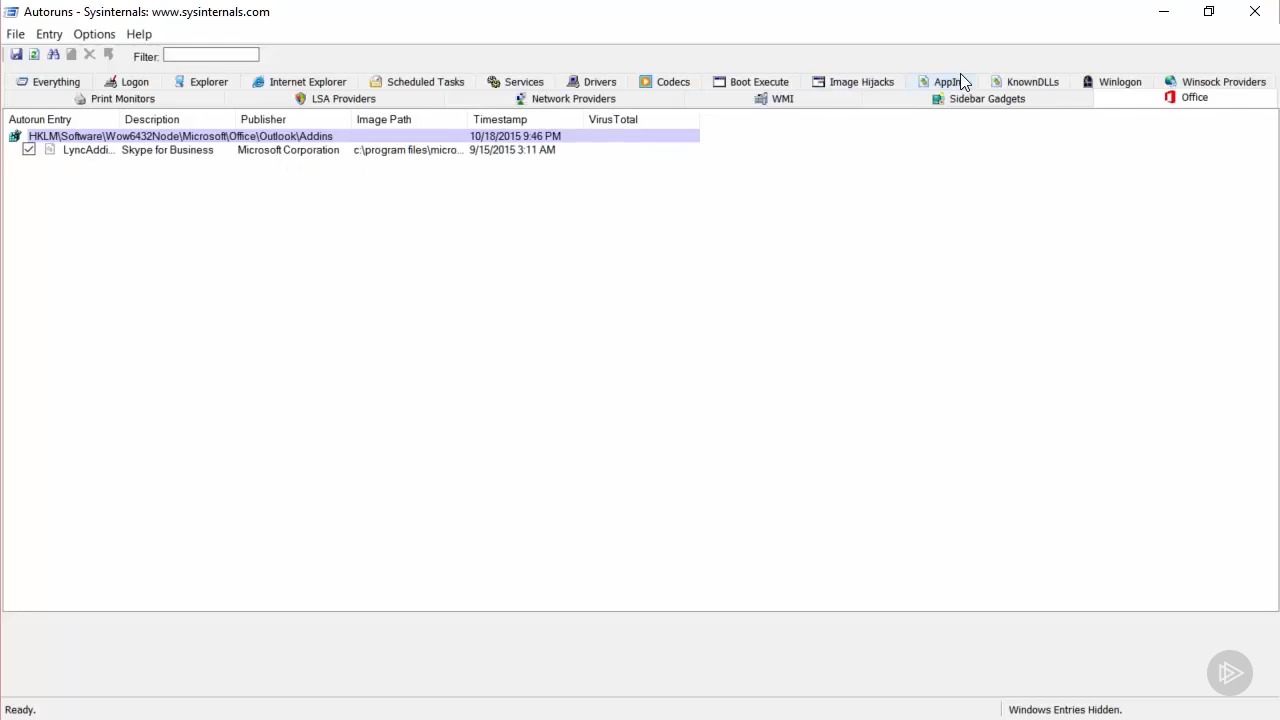 Autoruns - Sysinternals: www.sysinternals.com
File Entry Options Help
Filter:
Everything Logon Explorer Internet Explorer Scheduled Tasks Services Drivers Codecs Boot Execute Image Hijacks KnownDLLs Winlogon Winsock Providers
Print Monitors LSA Providers Network Providers WMI Sidebar Gadgets Office
Autorun Entry Description Publisher Image Path Timestamp VirusTotal
HKLM\Software\Wow6432Node\Microsoft\Office\Outlook\Addins 10/18/2015 9:46 PM
LyncAddi... Skype for Business Microsoft Corporation c:\program files\micro... 9/15/2015 3:11 AM
Ready. Windows Entries Hidden.